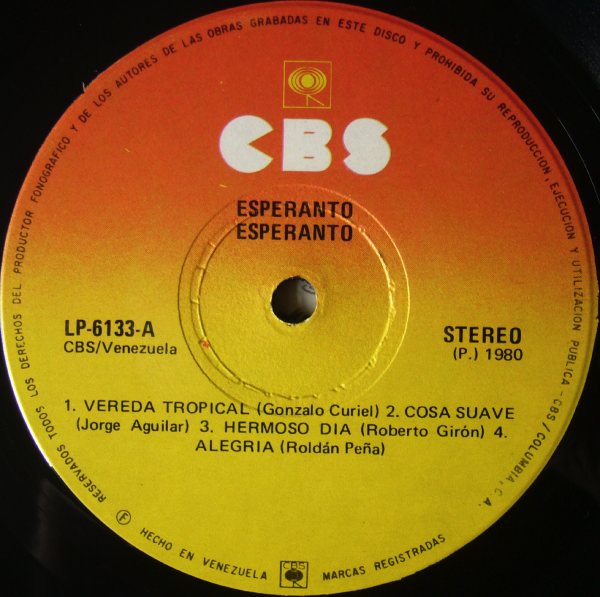 RESERVADOS TODOS LOS DERECHOS DEL PRODUCTOR FONOGRAFICO Y DE LOS AUTORES DE LAS OBRAS GRABADAS EN ESTE DISCO Y PROHIBIDA SU REPRODUCCION, EJECUCION Y UTILIZACION PUBLICA - CBS/COLUMBIA, C.A.
CBS
ESPERANTO
ESPERANTO
LP-6133-A
CBS/Venezuela
STEREO
(P.) 1980
1. VEREDA TROPICAL (Gonzalo Curiel) 2. COSA SUAVE
(Jorge Aguilar) 3. HERMOSO DIA (Roberto Girón) 4.
ALEGRIA (Roldán Peña)
F HECHO EN VENEZUELA CBS MARCAS REGISTRADAS